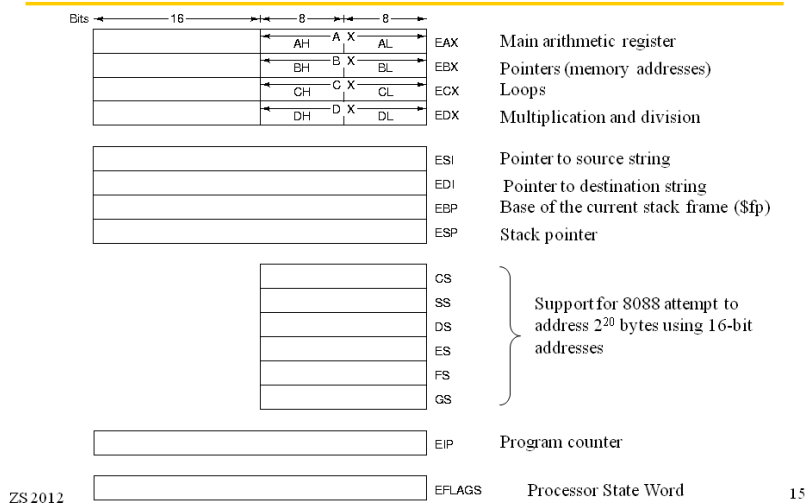 Bits 16 8 8
AH A X AL EAX Main arithmetic register
BH B X BL EBX Pointers (memory addresses)
CH C X CL ECX Loops
DH D X DL EDX Multiplication and division
ESI Pointer to source string
EDI Pointer to destination string
EBP Base of the current stack frame ($fp)
ESP Stack pointer
CS
SS
DS
ES
FS
GS
Support for 8088 attempt to
address 2²⁰ bytes using 16-bit
addresses
EIP Program counter
EFLAGS Processor State Word
ZS 2012
15